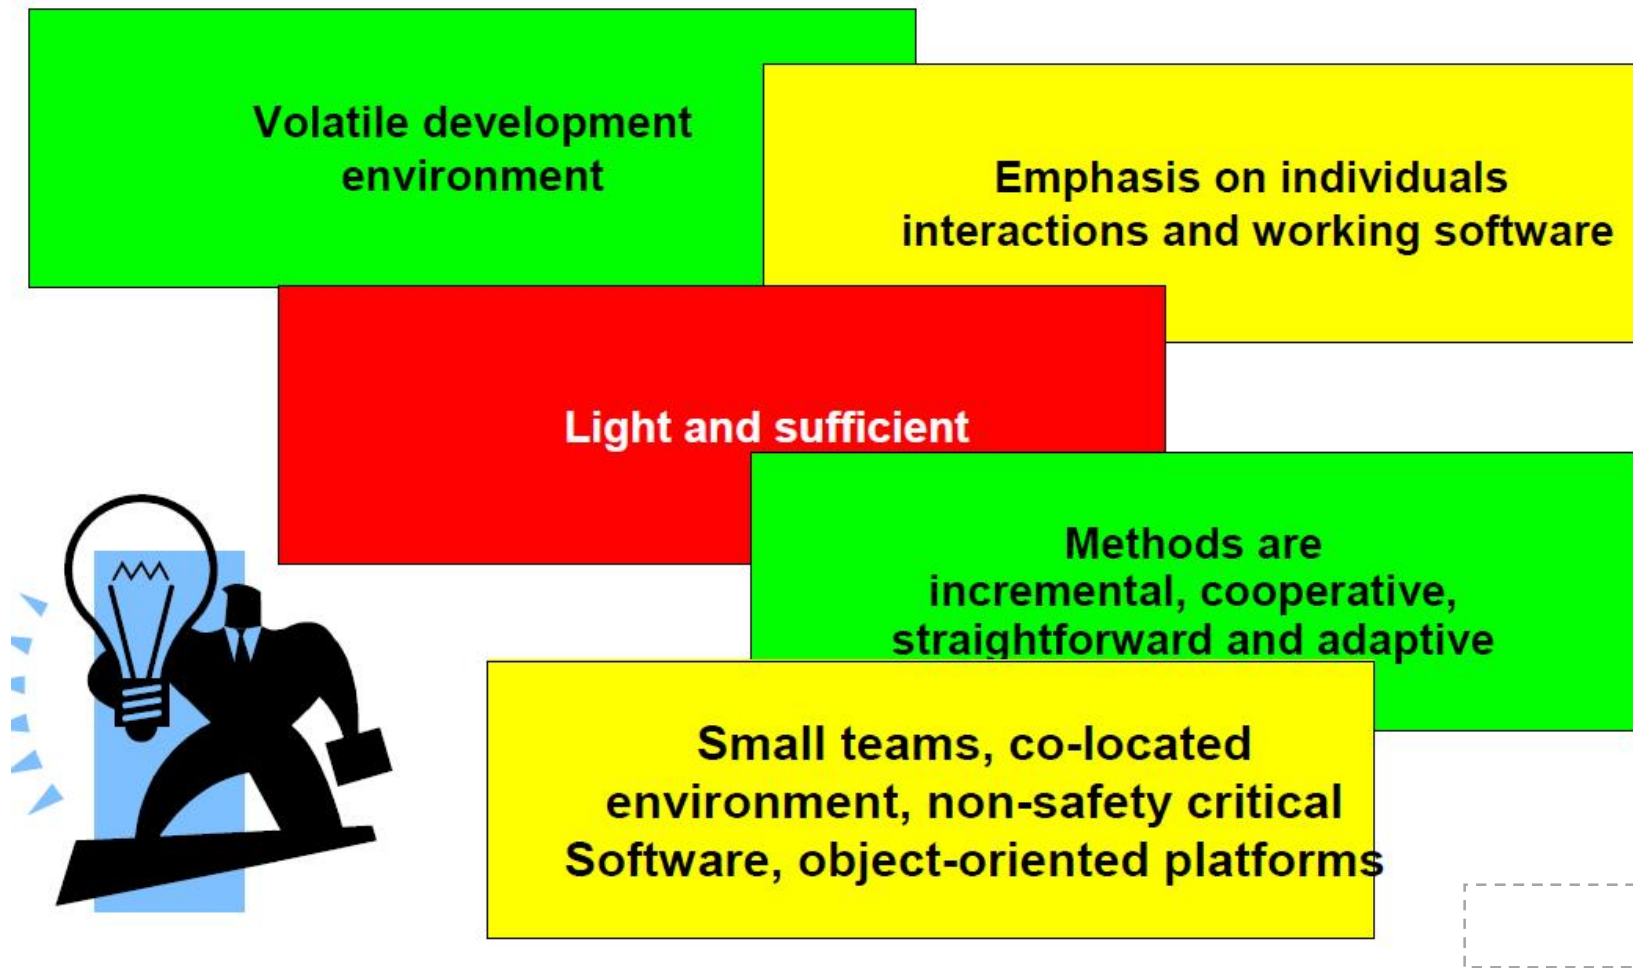 Volatile development
environment
Emphasis on individuals
interactions and working software
Light and sufficient
Methods are
incremental, cooperative,
straightforward and adaptive
Small teams, co-located
environment, non-safety critical
Software, object-oriented platforms